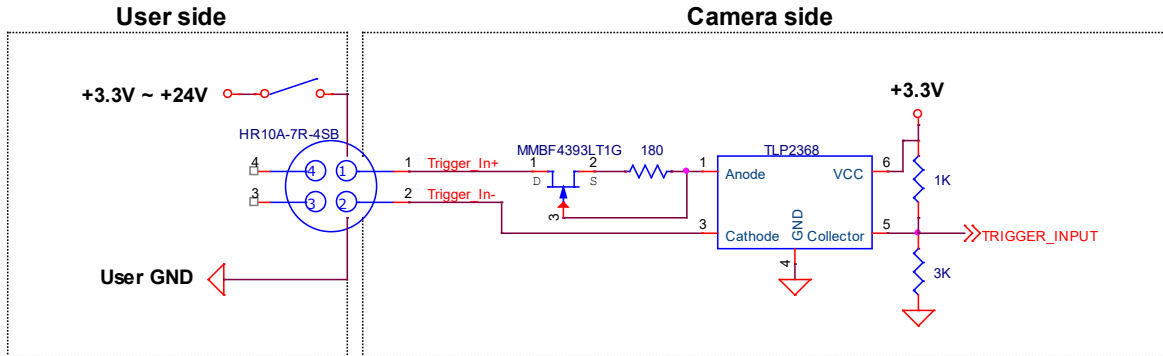 User side
Camera side
+3.3V ~ +24V
+3.3V
HR10A-7R-4SB
MMBF4393LT1G
180
TLP2368
4
4
1
1
Trigger_In+
1
D
2
S
1
Anode
VCC
6
1K
3
3
2
2
Trigger_In-
3
3
Cathode
GND
4
Collector
5
TRIGGER_INPUT
3K
User GND